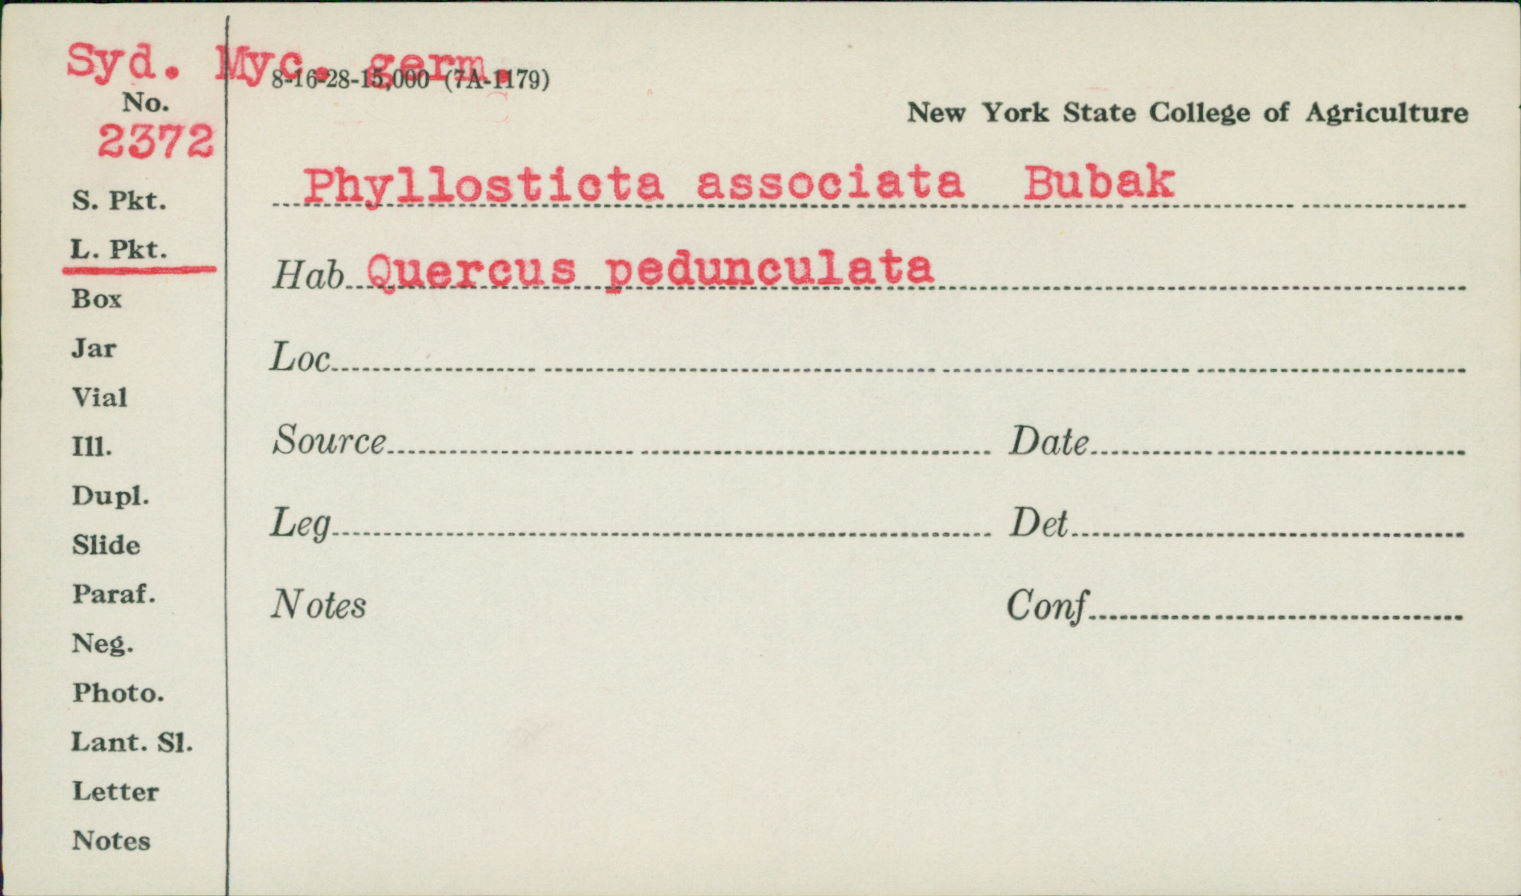 Syd. Myc. germ.
8-16-28-15,000 (7A-1179)
No.
2372
New York State College of Agriculture
Phyllosticta associata Bubak
Hab Quercus pedunculata
Loc
Source Date
Leg Det
Notes Conf
S. Pkt.
L. Pkt.
Box
Jar
Vial
Ill.
Dupl.
Slide
Paraf.
Neg.
Photo.
Lant. Sl.
Letter
Notes